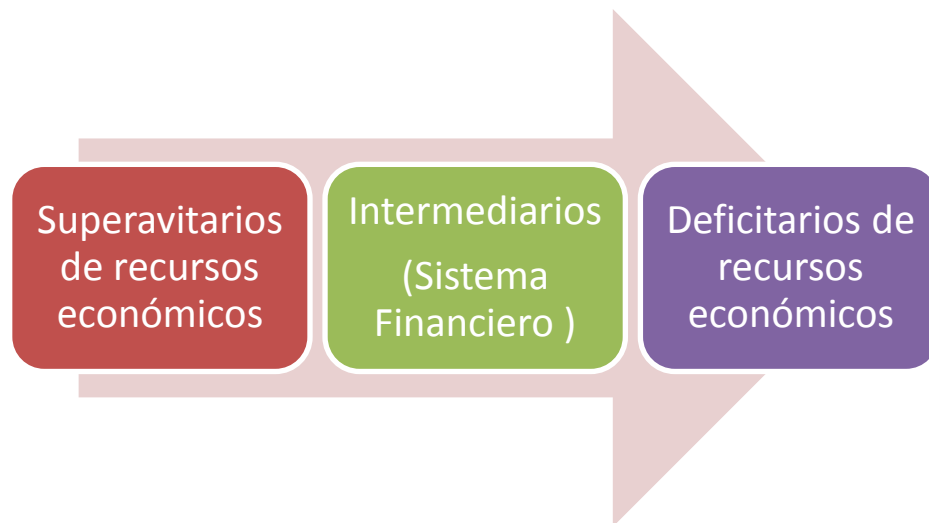 Superavitarios
de recursos
económicos
Intermediarios
(Sistema
Financiero )
Deficitarios de
recursos
económicos